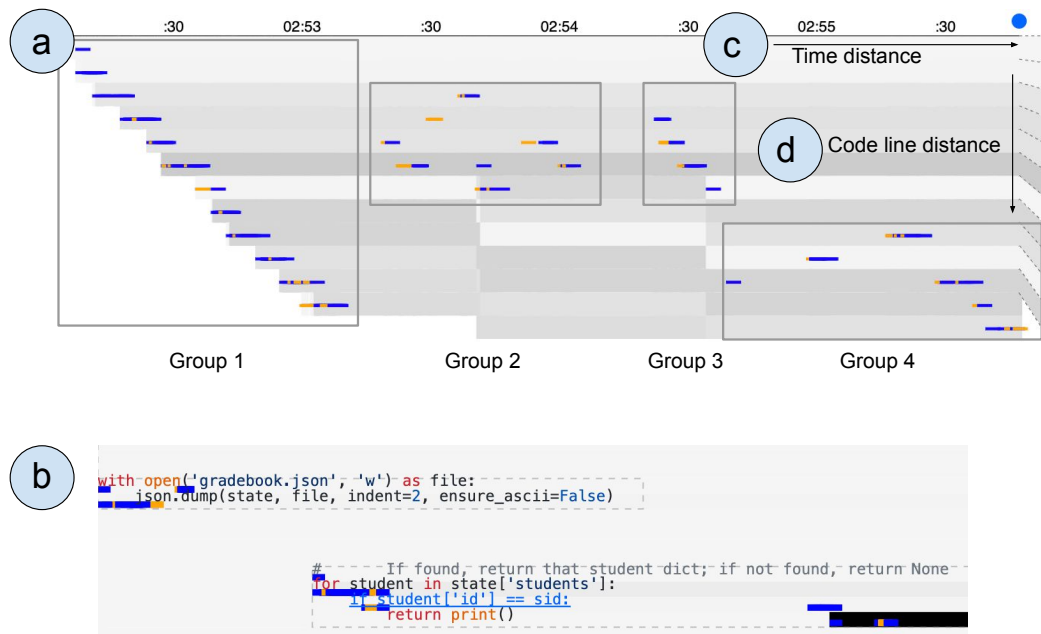 :30 02:53 :30 02:54 :30 02:55 :30
a
c
Time distance
d
Code line distance
Group 1 Group 2 Group 3 Group 4
b
with open('gradebook.json', 'w') as file:
json.dump(state, file, indent=2, ensure_ascii=False)
# If found, return that student dict; if not found, return None
for student in state['students']:
if student['id'] == sid:
return print()